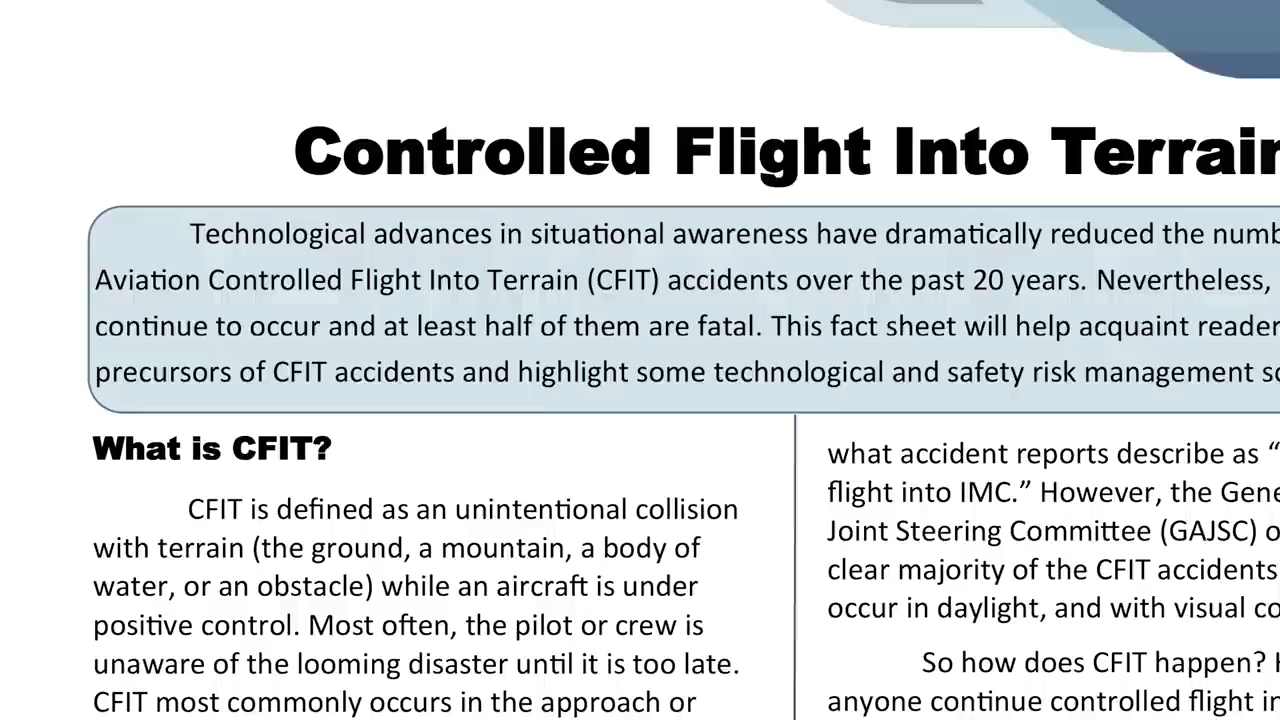 Controlled Flight Into Terrain
Technological advances in situational awareness have dramatically reduced the numb
Aviation Controlled Flight Into Terrain (CFIT) accidents over the past 20 years. Nevertheless,
continue to occur and at least half of them are fatal. This fact sheet will help acquaint reader
precursors of CFIT accidents and highlight some technological and safety risk management so
What is CFIT?
CFIT is defined as an unintentional collision
with terrain (the ground, a mountain, a body of
water, or an obstacle) while an aircraft is under
positive control. Most often, the pilot or crew is
unaware of the looming disaster until it is too late.
CFIT most commonly occurs in the approach or
what accident reports describe as “
flight into IMC.” However, the Gene
Joint Steering Committee (GAJSC) o
clear majority of the CFIT accidents
occur in daylight, and with visual co
So how does CFIT happen? H
anyone continue controlled flight in